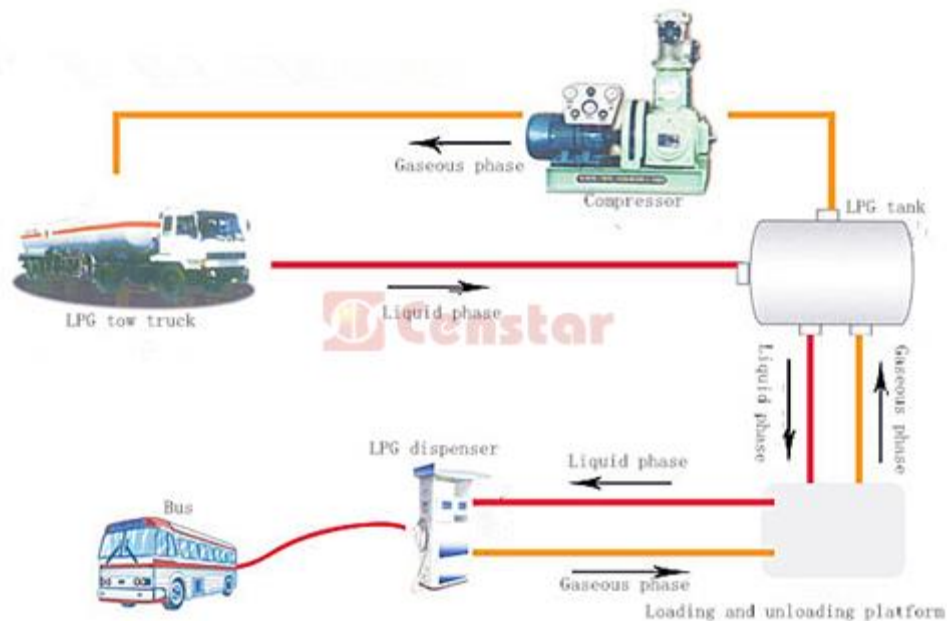 Gaseous phase
Compressor
LPG tank
LPG tow truck
Liquid phase
Censtar
Liquid phase
Gaseous phase
LPG dispenser
Liquid phase
Bus
Gaseous phase
Loading and unloading platform